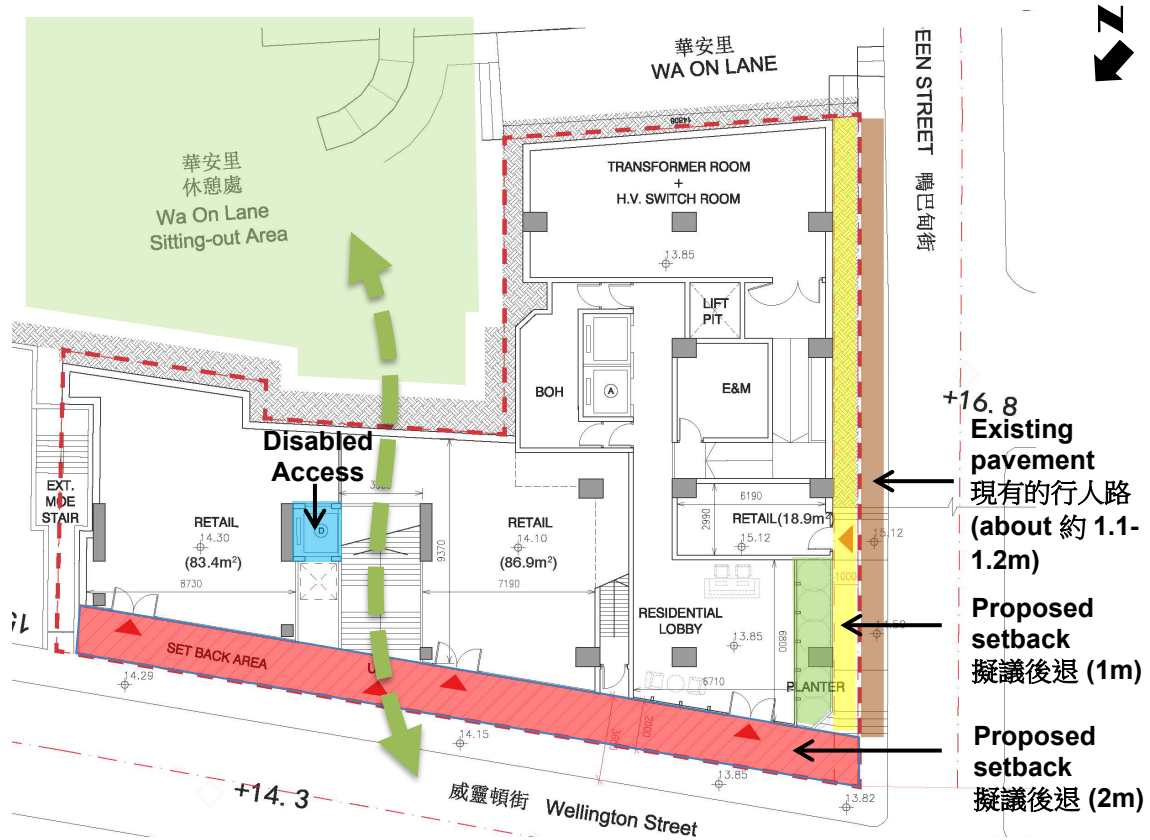 Z
華安里
WA ON LANE
EEN STREET 鴨巴甸街
14806
華安里
休憩處
Wa On Lane
Sitting-out Area
TRANSFORMER ROOM
+
H.V. SWITCH ROOM
13.85
LIFT
PIT
BOH
A
E&M
+16.8
Disabled
Access
EXT.
MOE
STAIR
RETAIL
14.30
(83.4m²)
8730
D
9370
RETAIL
14.10
(86.9m²)
7190
6190
2990
RETAIL(18.9m²
15.12
15.12
1000
Existing
pavement
現有的行人路
(about 約 1.1-
1.2m)
RESIDENTIAL
LOBBY
13.85
6800
6710
PLANTER
Proposed
setback
擬議後退 (1m)
SET BACK AREA
U
2000
14.29
14.15
13.85
13.82
Proposed
setback
擬議後退 (2m)
+14.3
威靈頓街 Wellington Street